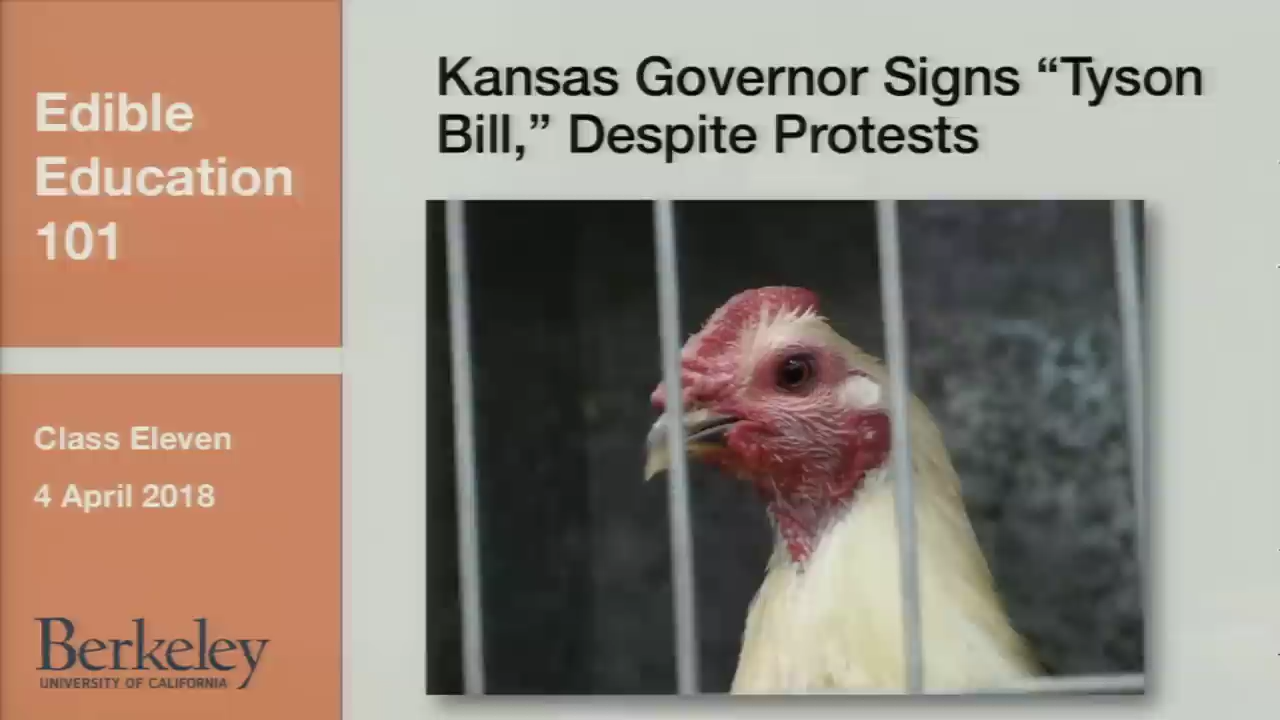 Edible
Education
101
Class Eleven
4 April 2018
Berkeley
UNIVERSITY OF CALIFORNIA
Kansas Governor Signs “Tyson
Bill,” Despite Protests